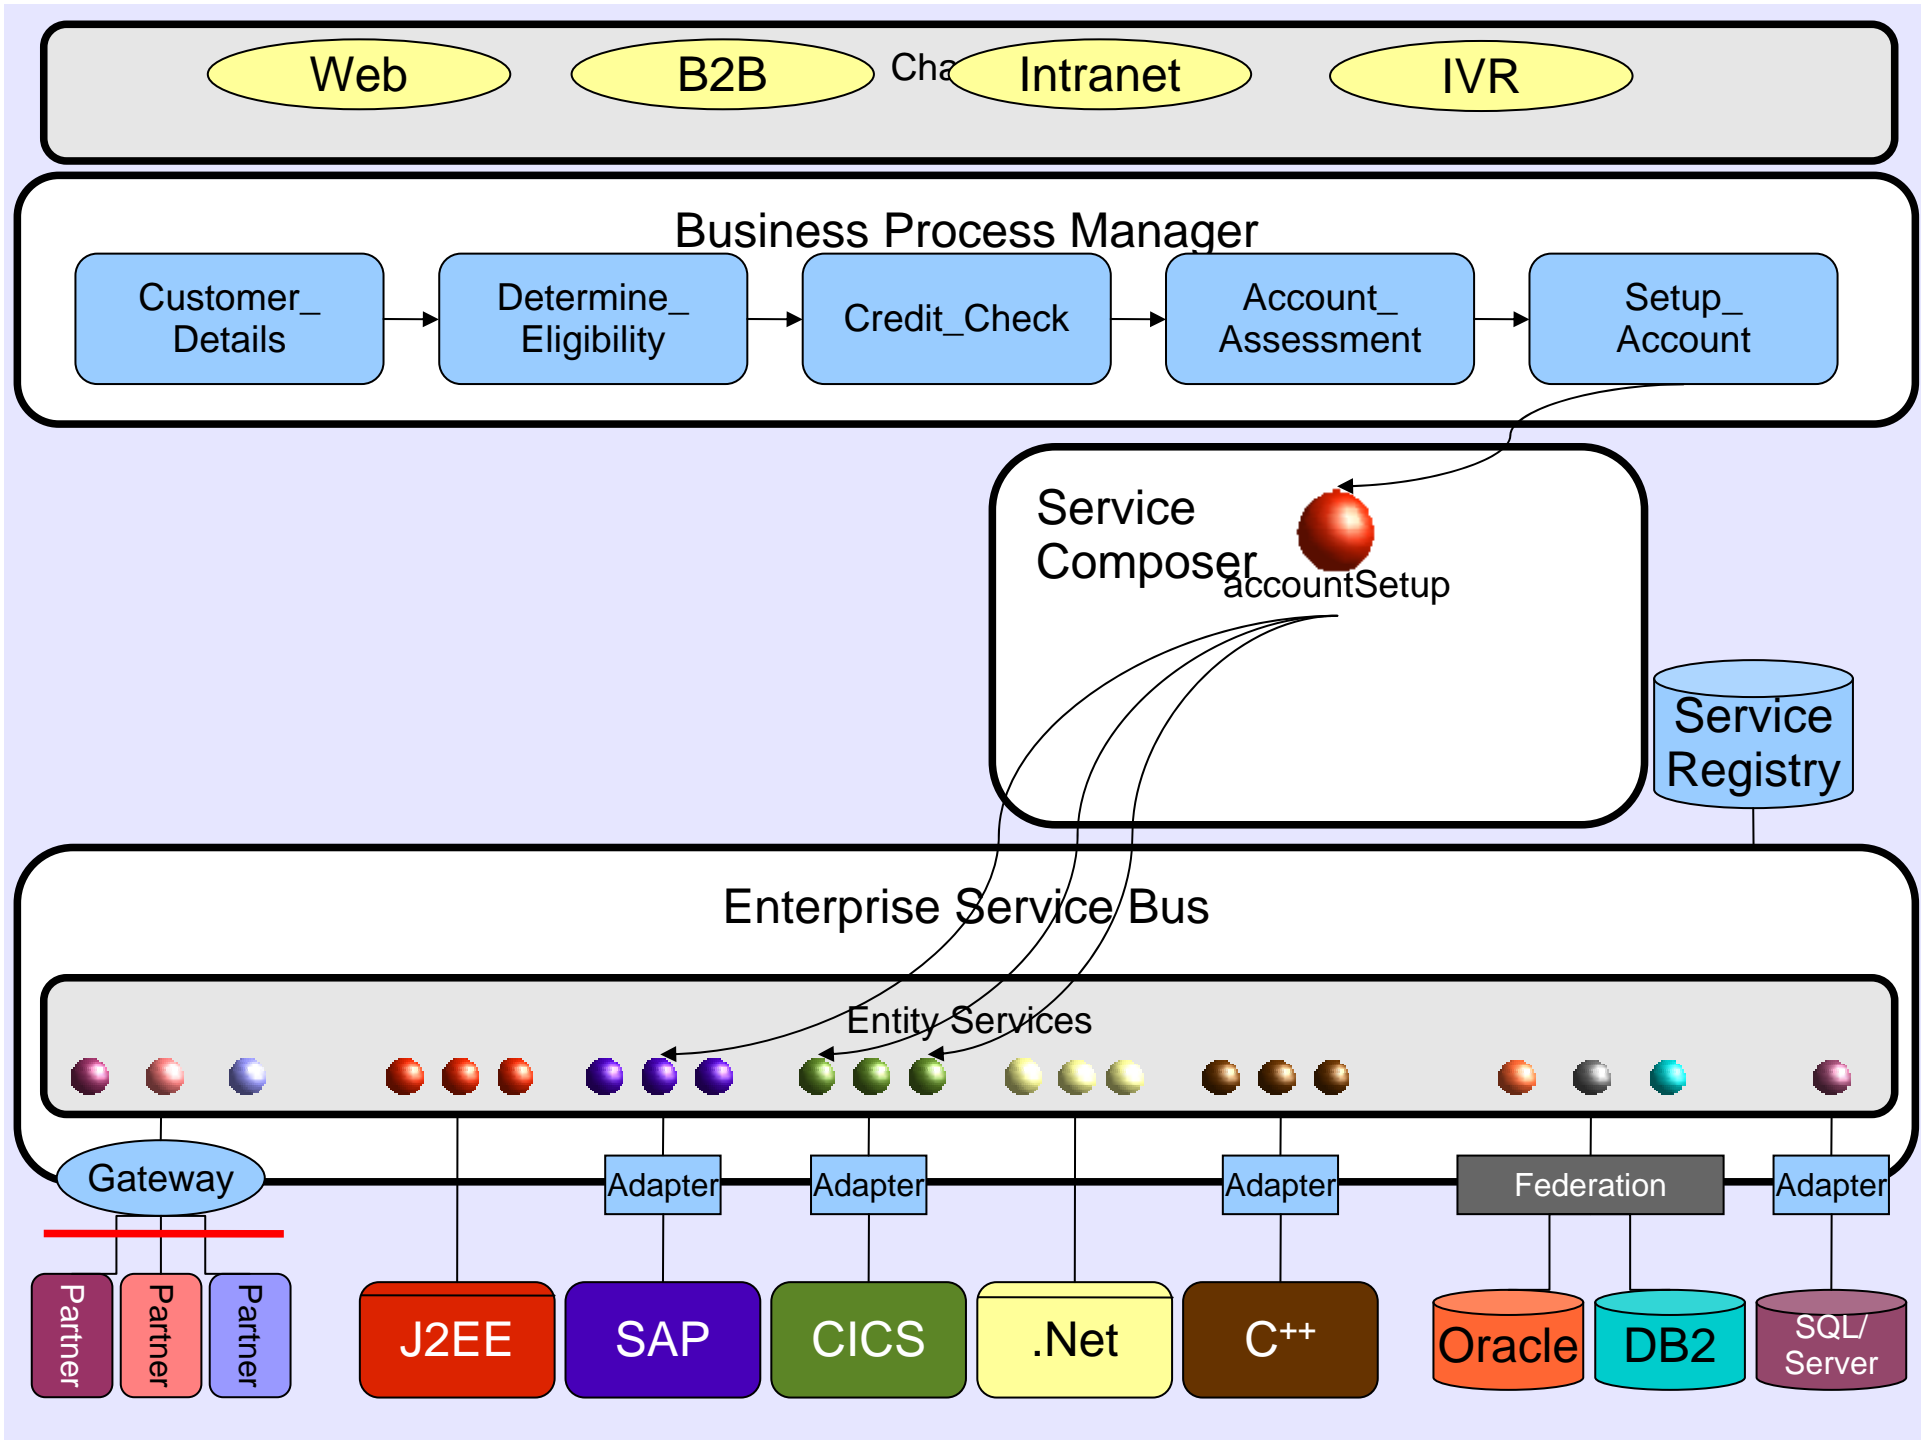 Web
B2B
Cha
Intranet
IVR
Business Process Manager
Customer_
Details
Determine_
Eligibility
Credit_Check
Account_
Assessment
Setup_
Account
Service
Composer
accountSetup
Service
Registry
Enterprise Service Bus
Entity Services
Gateway
Adapter
Adapter
Adapter
Federation
Adapter
Partner
Partner
Partner
J2EE
SAP
CICS
.Net
C++
Oracle
DB2
SQL/
Server